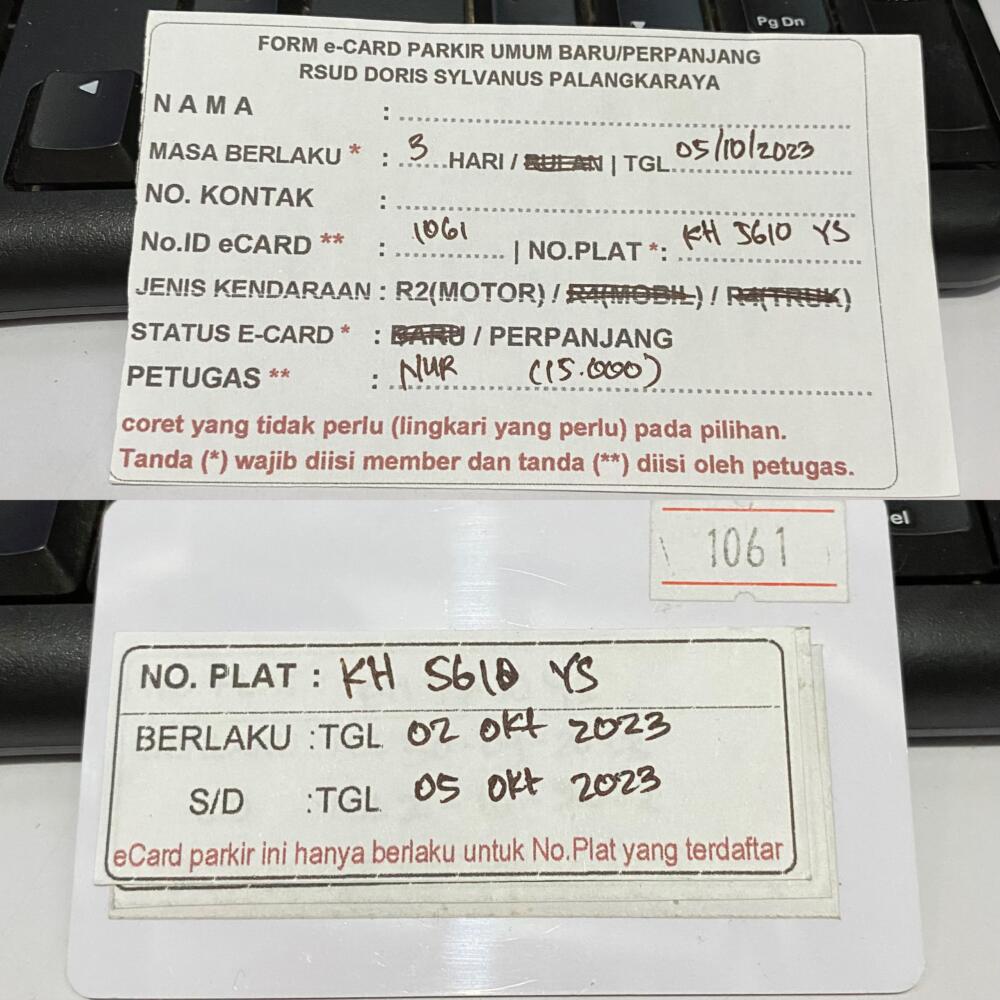 Pg Dn
FORM e-CARD PARKIR UMUM BARU/PERPANJANG
RSUD DORIS SYLVANUS PALANGKARAYA
N A M A :
MASA BERLAKU * : 3 HARI / BULAN | TGL 05/10/2023
NO. KONTAK :
No.ID eCARD ** : 1061 | NO.PLAT *: KH 5610 YS
JENIS KENDARAAN : R2(MOTOR) / R4(MOBIL) / R4(TRUK)
STATUS E-CARD * : BARU / PERPANJANG
PETUGAS ** : NUR (15.000)
coret yang tidak perlu (lingkari yang perlu) pada pilihan.
Tanda (*) wajib diisi member dan tanda (**) diisi oleh petugas.
el
1061
NO. PLAT : KH 5610 YS
BERLAKU :TGL 02 Okt 2023
S/D :TGL 05 Okt 2023
eCard parkir ini hanya berlaku untuk No.Plat yang terdaftar